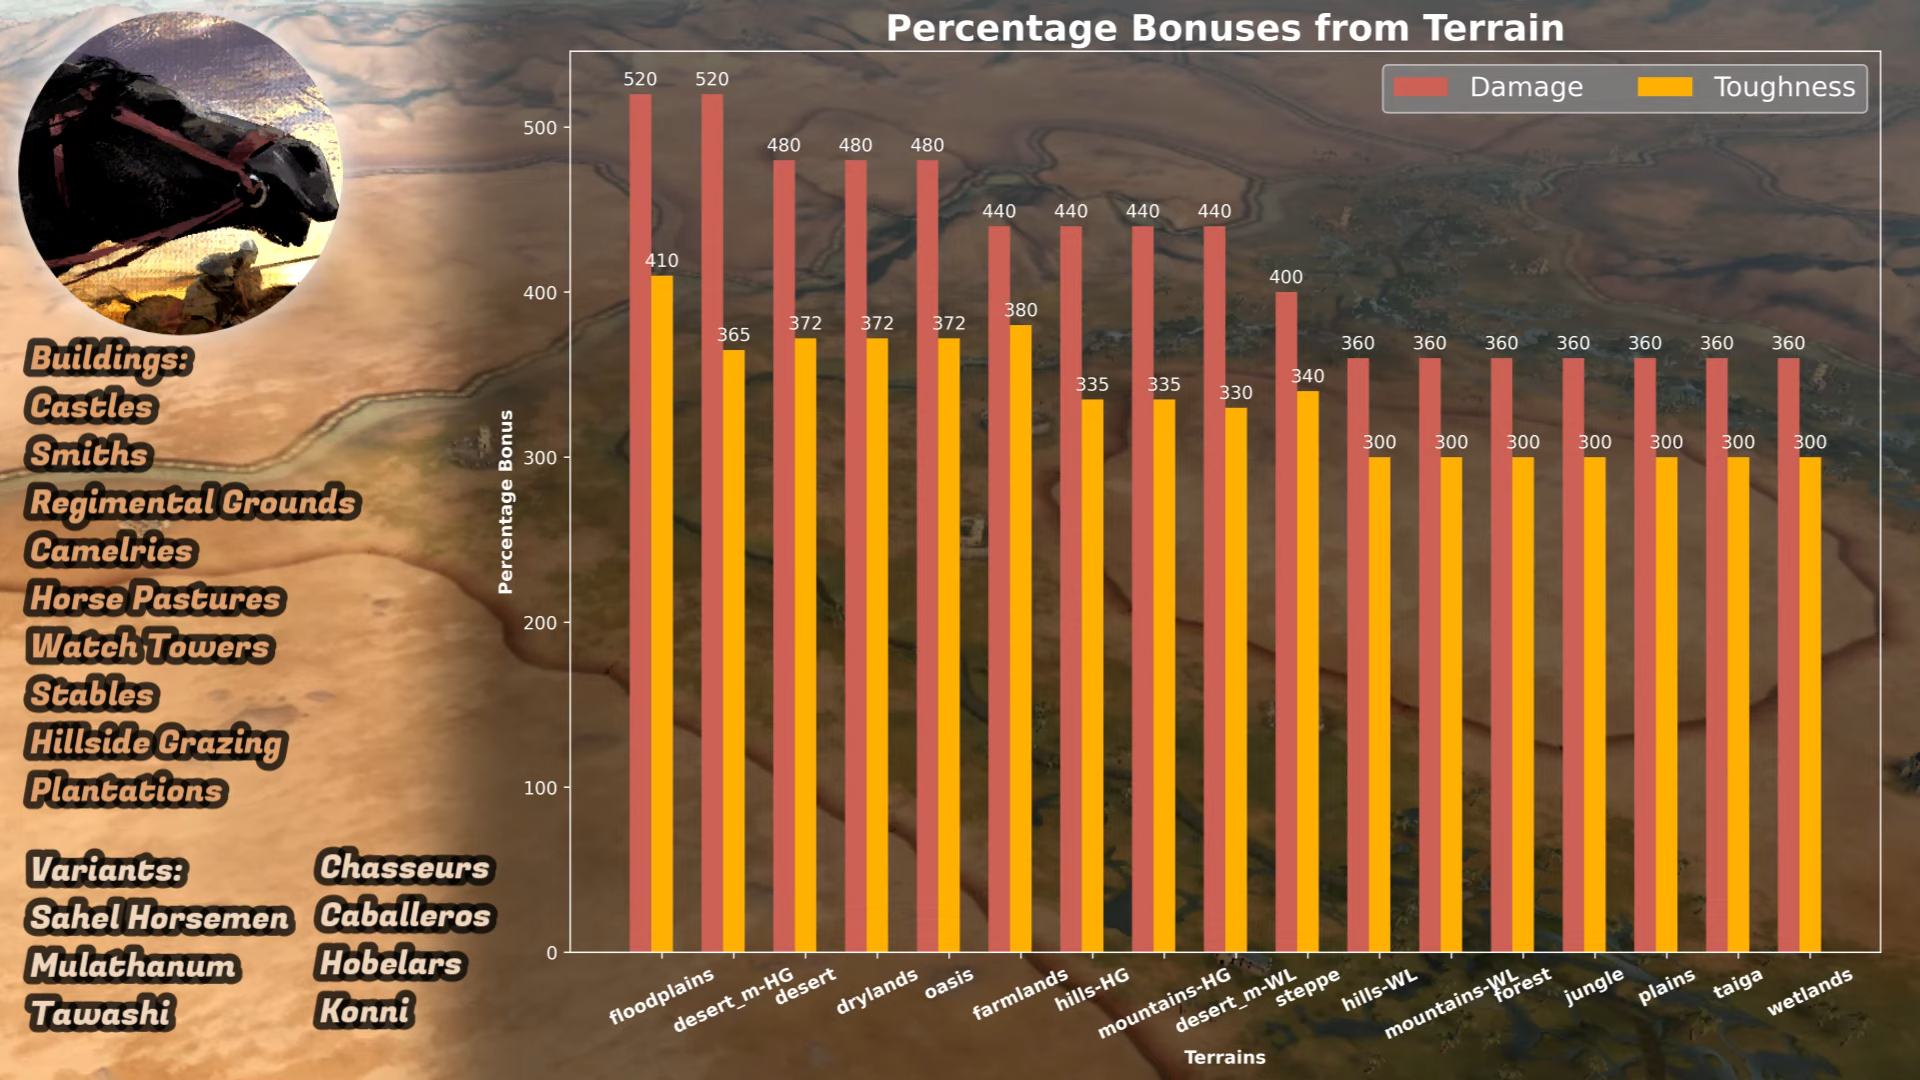 Percentage Bonuses from Terrain
Damage Toughness
Buildings:
Castles
Smiths
Regimental Grounds
Camelries
Horse Pastures
Watch Towers
Stables
Hillside Grazing
Plantations
Variants:
Sahel Horsemen
Mulathanum
Tawashi
Chasseurs
Caballeros
Hobelars
Konni
Percentage Bonus
500
400
300
200
100
0
520 520 480 480 480 440 440 440 440 400 360 360 360 360 360 360 360
410 365 372 372 372 380 335 335 330 340 300 300 300 300 300 300 300
floodplains desert_m-HG desert drylands oasis farmlands hills-HG mountains-HG desert_m-WL steppe hills-WL mountains-WL forest jungle plains taiga wetlands
Terrains